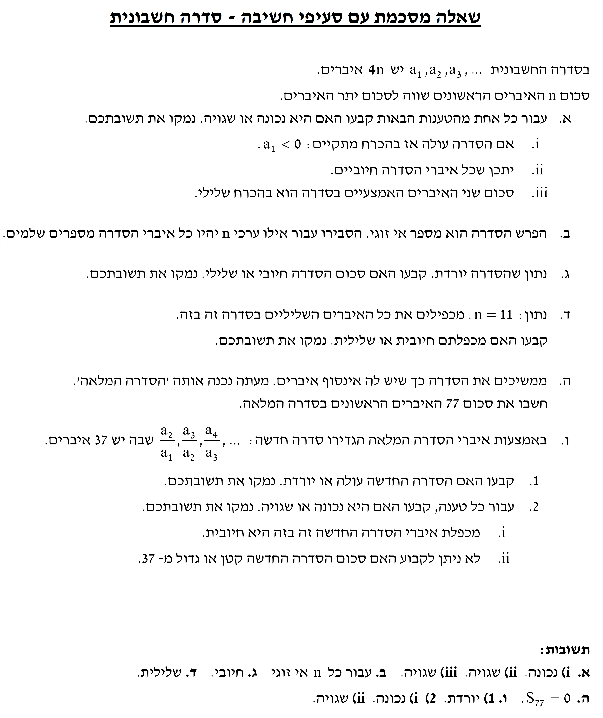 שאלה מסכמת עם סעיפי חשיבה - סדרה חשבונית
בסדרה החשבונית a₁, a₂, a₃, ... יש 4n איברים.
סכום n האיברים הראשונים שווה לסכום יתר האיברים.
א. עבור כל אחת מהטענות הבאות קבעו האם היא נכונה או שגויה. נמקו את תשובתכם.
i. אם הסדרה עולה אז בהכרח מתקיים: a₁ < 0.
ii. יתכן שכל איברי הסדרה חיוביים.
iii. סכום שני האיברים האמצעיים בסדרה הוא בהכרח שלילי.
ב. הפרש הסדרה הוא מספר אי זוגי. הסבירו עבור אילו ערכי n יהיו כל איברי הסדרה מספרים שלמים.
ג. נתון שהסדרה יורדת. קבעו האם סכום הסדרה חיובי או שלילי. נמקו את תשובתכם.
ד. נתון: n = 11. מכפילים את כל האיברים השליליים בסדרה זה בזה.
קבעו האם מכפלתם חיובית או שלילית. נמקו את תשובתכם.
ה. ממשיכים את הסדרה כך שיש לה אינסוף איברים. מעתה נכנה אותה 'הסדרה המלאה'.
חשבו את סכום 77 האיברים הראשונים בסדרה המלאה.
ו. באמצעות איברי הסדרה המלאה הגדירו סדרה חדשה: a₂/a₁, a₃/a₂, a₄/a₃, ... שבה יש 37 איברים.
1. קבעו האם הסדרה החדשה עולה או יורדת. נמקו את תשובתכם.
2. עבור כל טענה, קבעו האם היא נכונה או שגויה. נמקו את תשובתכם.
i. מכפלת איברי הסדרה החדשה זה בזה היא חיובית.
ii. לא ניתן לקבוע האם סכום הסדרה החדשה קטן או גדול מ- 37.
תשובות:
א. i) נכונה. ii) שגויה. iii) שגויה. ב. עבור כל n אי זוגי ג. חיובי. ד. שלילית.
ה. S₇₇ = 0. ו. 1) יורדת. 2) i) נכונה. ii) שגויה.